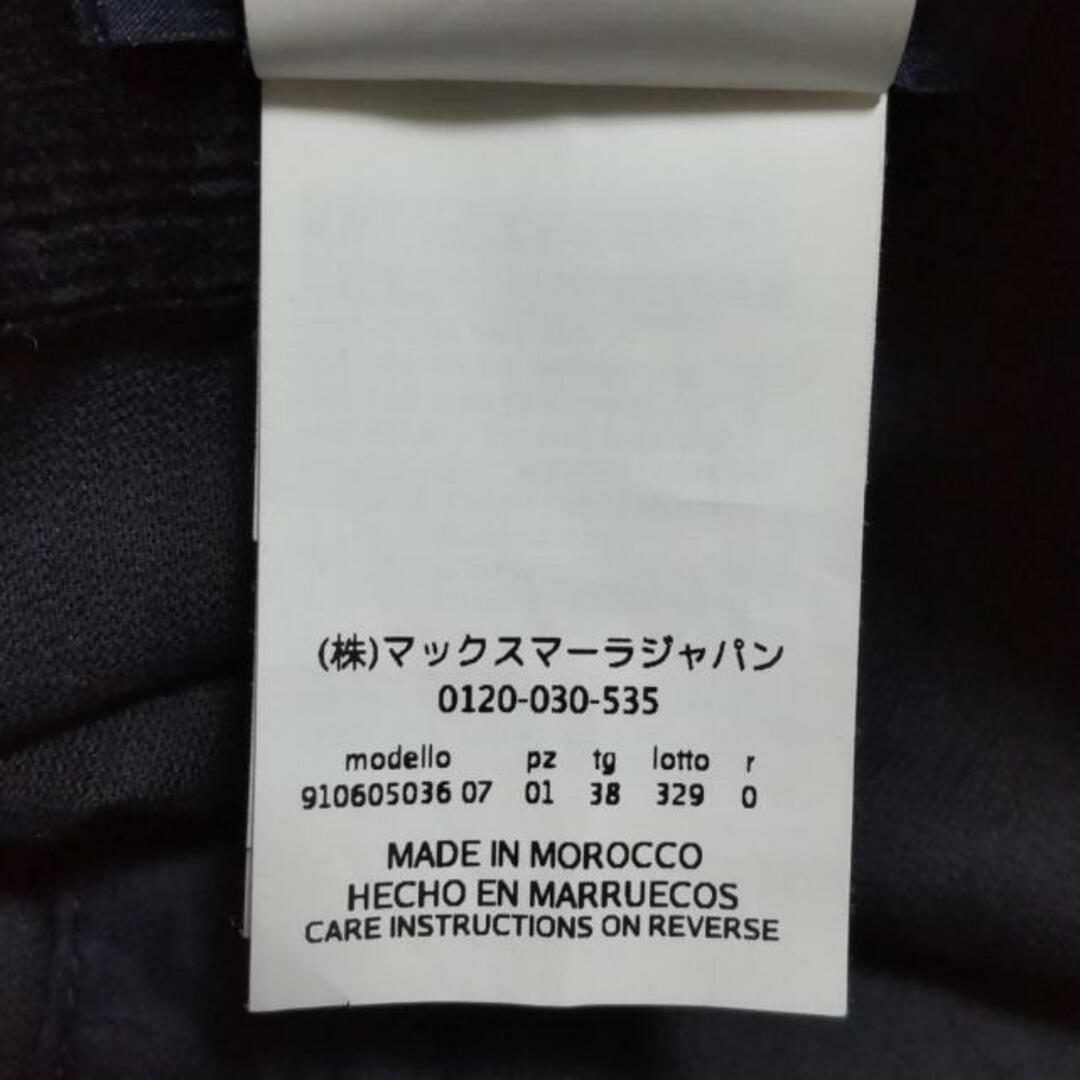 (株)マックスマーラジャパン
0120-030-535
modello pz tg lotto r
910605036 07 01 38 329 0
MADE IN MOROCCO
HECHO EN MARRUECOS
CARE INSTRUCTIONS ON REVERSE